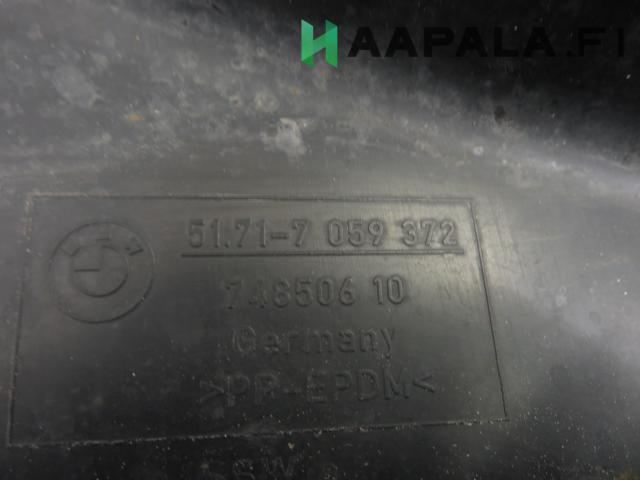 HAAPALA.FI
51.71-7 059 372
748506 10
Germany
>PP-EPDM<